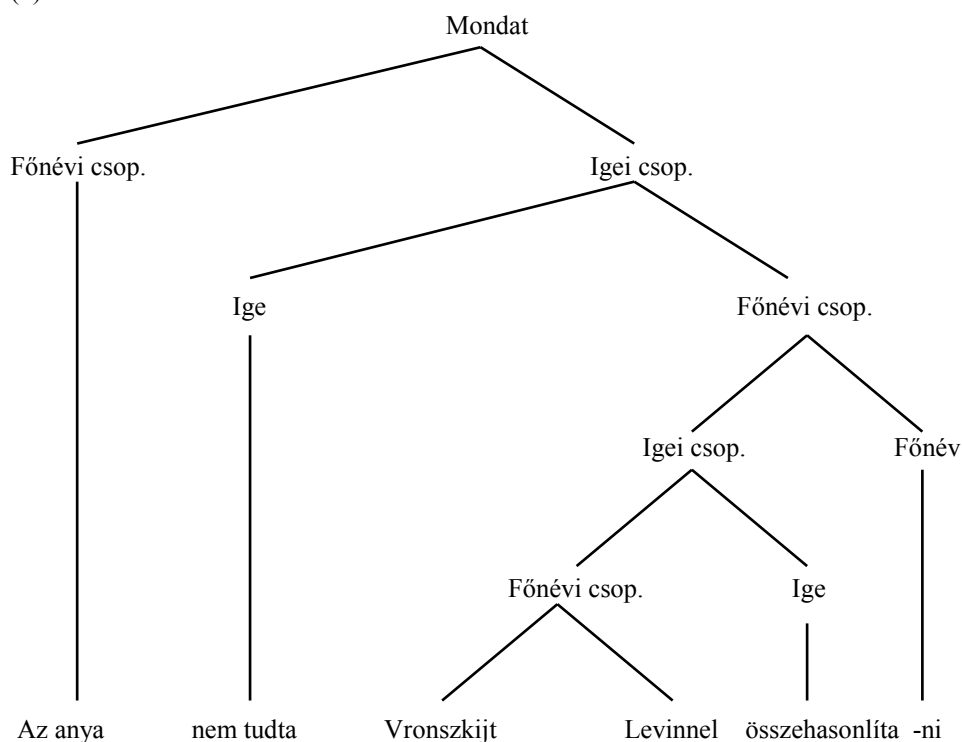 Mondat
Főnévi csop. Igei csop.
Ige Főnévi csop.
Igei csop. Főnév
Főnévi csop. Ige
Az anya nem tudta Vronszkijt Levinnel összehasonlíta -ni